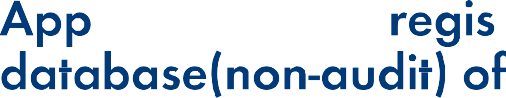 App regis
database(non-audit) of